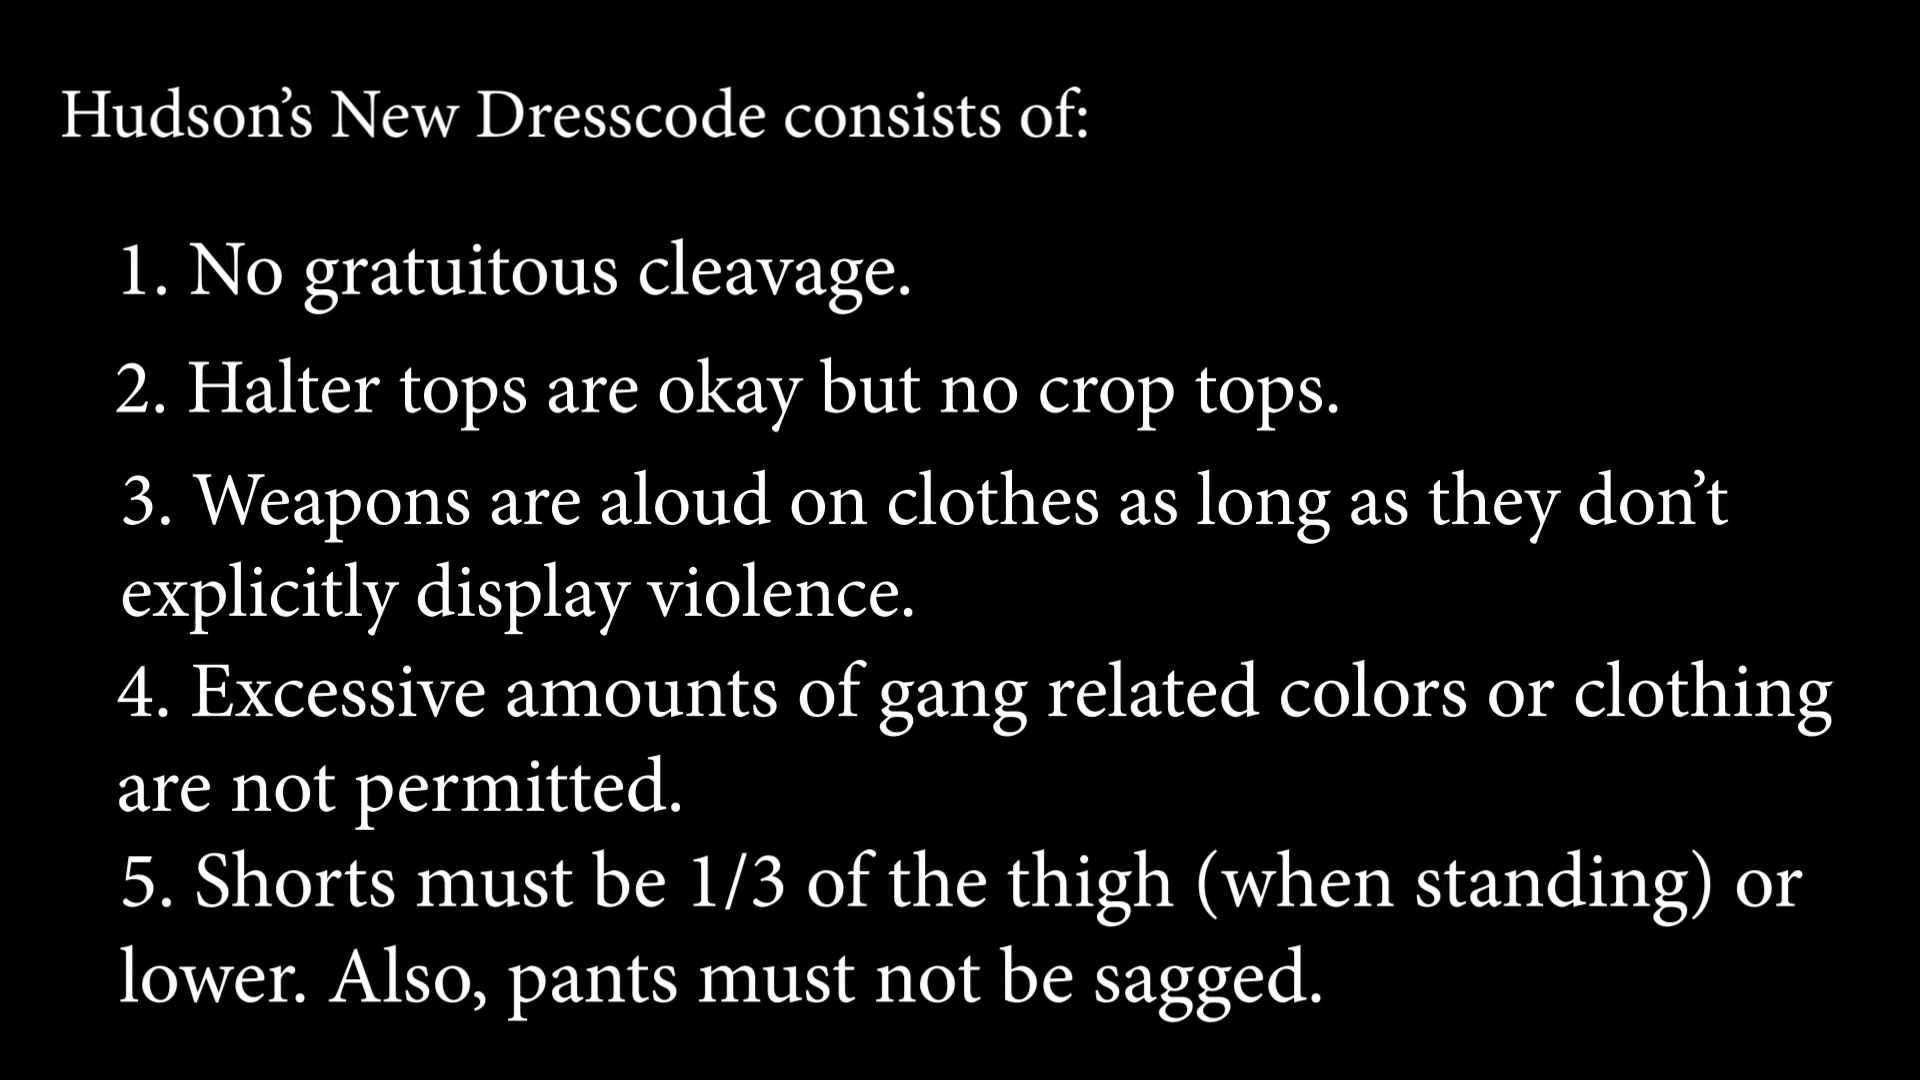 Hudson’s New Dresscode consists of:
1. No gratuitous cleavage.
2. Halter tops are okay but no crop tops.
3. Weapons are aloud on clothes as long as they don’t
explicitly display violence.
4. Excessive amounts of gang related colors or clothing
are not permitted.
5. Shorts must be 1/3 of the thigh (when standing) or
lower. Also, pants must not be sagged.